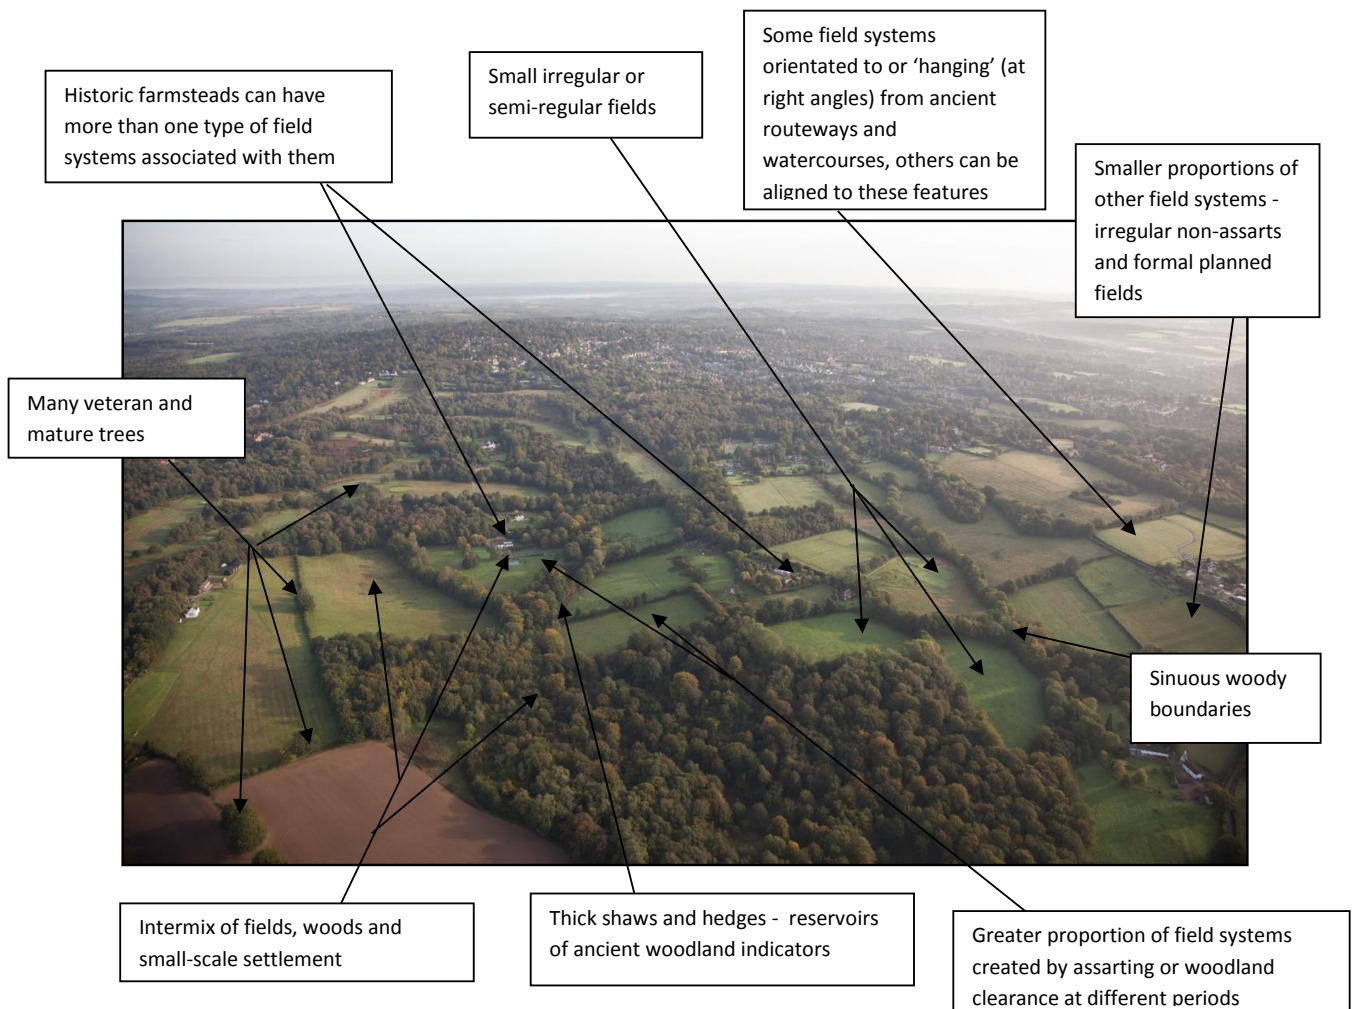 Some field systems
orientated to or ‘hanging’ (at
right angles) from ancient
routeways and
watercourses, others can be
aligned to these features
Small irregular or
semi-regular fields
Historic farmsteads can have
more than one type of field
systems associated with them
Smaller proportions of
other field systems -
irregular non-assarts
and formal planned
fields
Many veteran and
mature trees
Sinuous woody
boundaries
Intermix of fields, woods and
small-scale settlement
Thick shaws and hedges - reservoirs
of ancient woodland indicators
Greater proportion of field systems
created by assarting or woodland
clearance at different periods